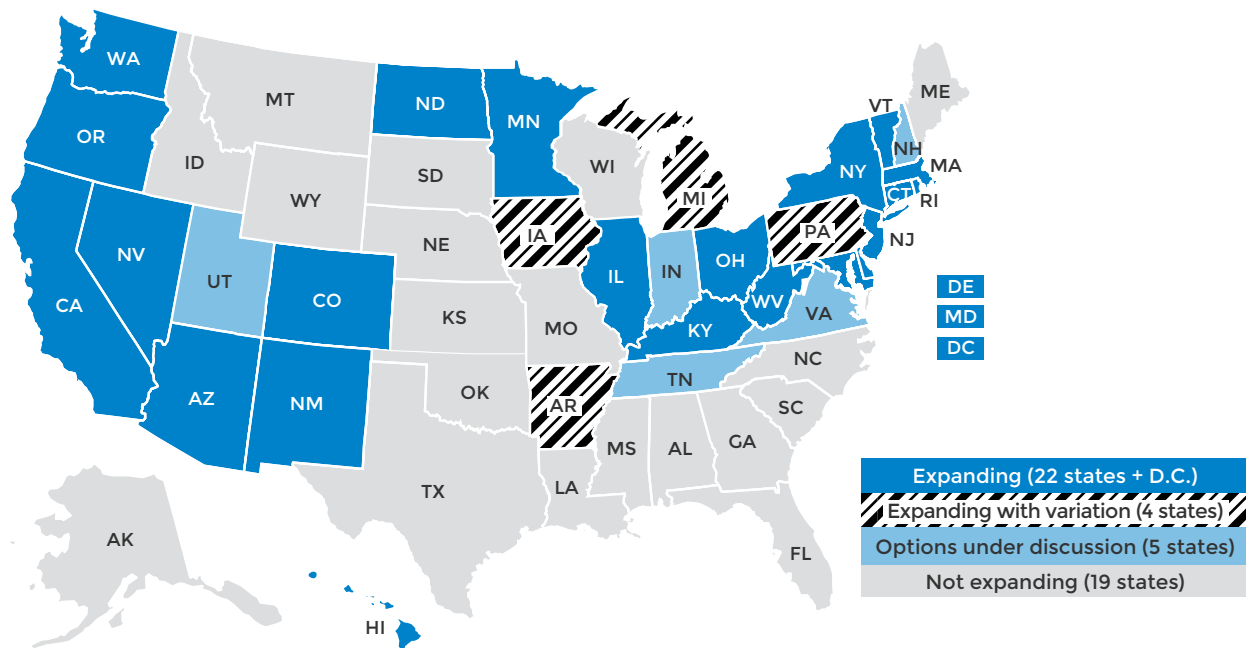 WA
MT
ND
MN
VT
ME
OR
ID
WI
NH
NY
MA
SD
WY
MI
CT
RI
IA
PA
NE
NJ
NV
OH
IN
UT
IL
CO
DE
WV
CA
VA
MD
KS
MO
KY
DC
NC
TN
OK
AZ
NM
AR
SC
MS
AL
GA
TX
LA
AK
FL
HI
Expanding (22 states + D.C.)
Expanding with variation (4 states)
Options under discussion (5 states)
Not expanding (19 states)